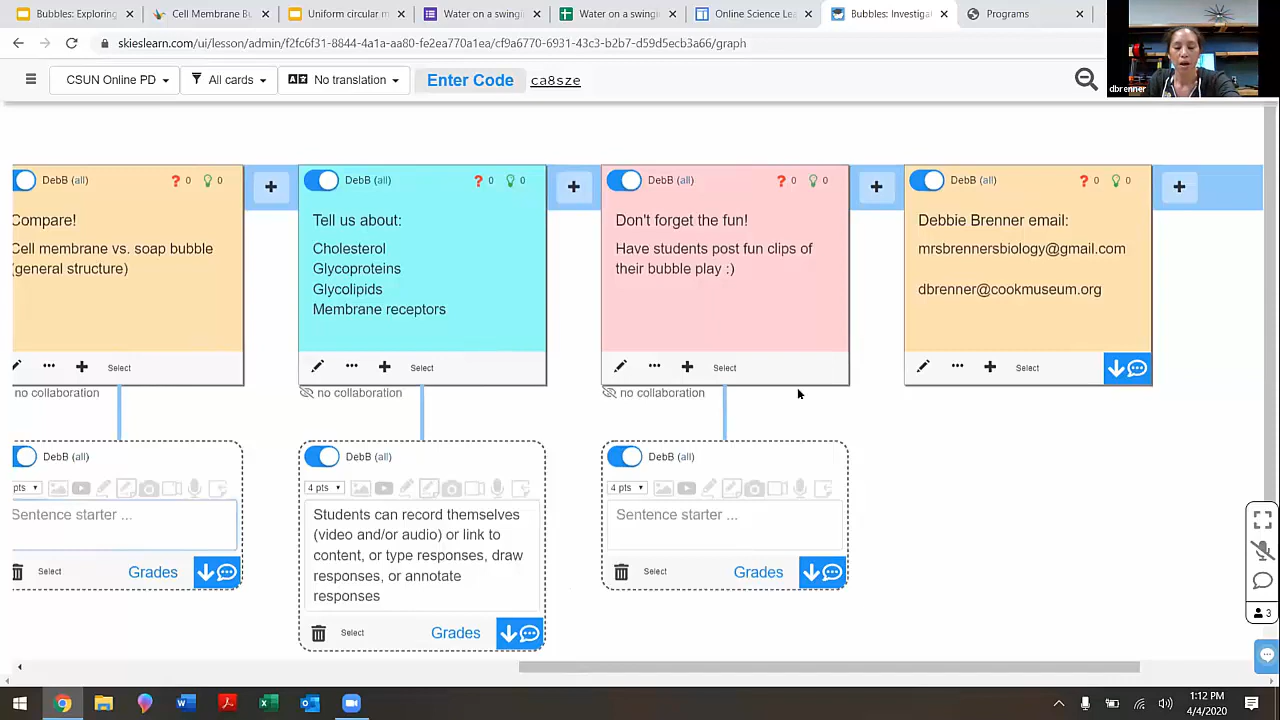 Bubbles: Exploring
Cell Membrane Bu
Uniform circular m
Water on a swing
Water on a swing
Online Science Lea
Bubbles: Investiga
Programs
skieslearn.com/ui/lesson/admin/f2fc6f31-8844-4a1a-aa80-fe2ea770a1ea/cf9a6770-6131-43c3-b2b7-d59d5ecb3a66/graph
CSUN Online PD
All cards
No translation
Enter Code
ca8sze
dbrenner
DebB (all)
? 0
0
Compare!
Cell membrane vs. soap bubble
(general structure)
Select
no collaboration
DebB (all)
pts
Sentence starter ...
Select
Grades
DebB (all)
? 0
0
Tell us about:
Cholesterol
Glycoproteins
Glycolipids
Membrane receptors
Select
no collaboration
DebB (all)
4 pts
Students can record themselves
(video and/or audio) or link to
content, or type responses, draw
responses, or annotate
responses
Select
Grades
DebB (all)
? 0
0
Don't forget the fun!
Have students post fun clips of
their bubble play :)
Select
no collaboration
DebB (all)
4 pts
Sentence starter ...
Select
Grades
DebB (all)
? 0
0
Debbie Brenner email:
mrsbrennersbiology@gmail.com
dbrenner@cookmuseum.org
Select
3
1:12 PM
4/4/2020